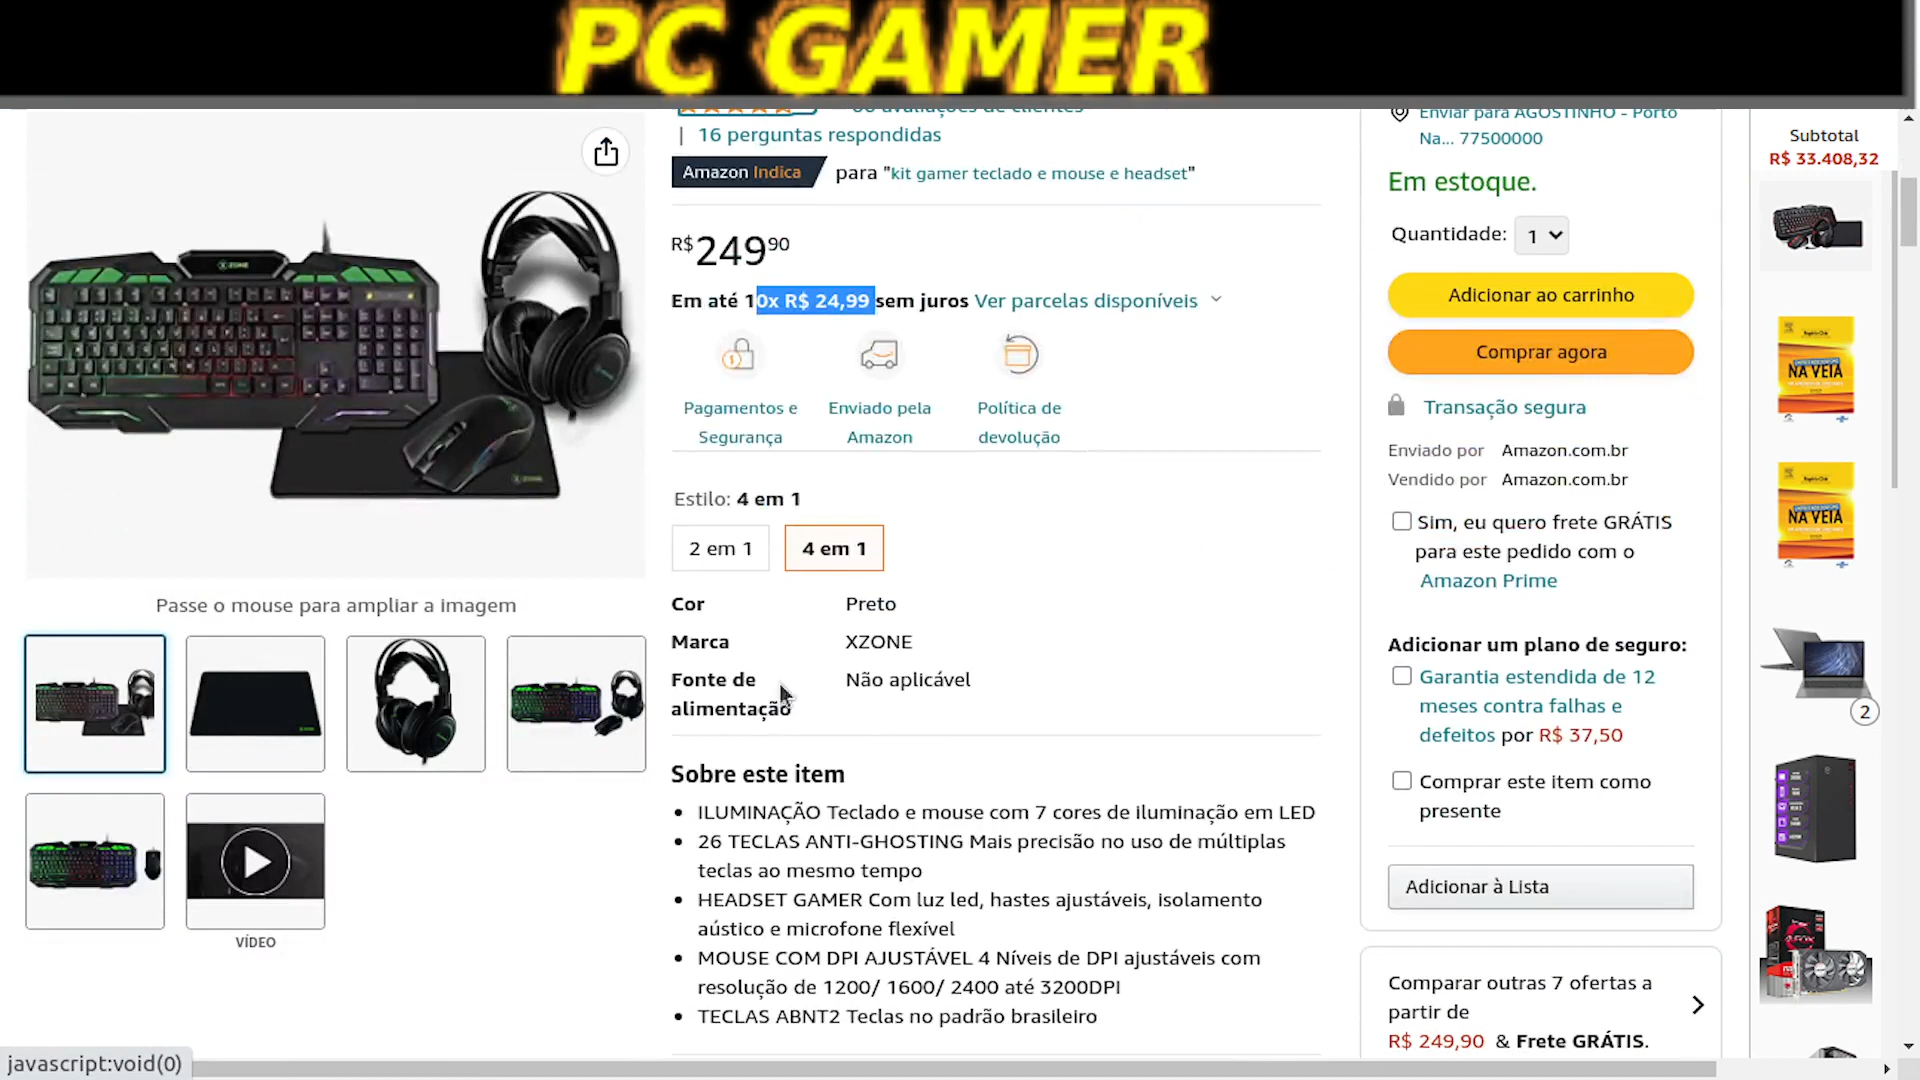 PC GAMER
| 16 perguntas respondidas
Amazon Indica para "kit gamer teclado e mouse e headset"
R$ 249 90
Em até 10x R$ 24,99 sem juros Ver parcelas disponíveis
Pagamentos e Segurança
Enviado pela Amazon
Política de devolução
Estilo: 4 em 1
2 em 1
4 em 1
Cor Preto
Marca XZONE
Fonte de alimentação Não aplicável
Sobre este item
• ILUMINAÇÃO Teclado e mouse com 7 cores de iluminação em LED
• 26 TECLAS ANTI-GHOSTING Mais precisão no uso de múltiplas
teclas ao mesmo tempo
• HEADSET GAMER Com luz led, hastes ajustáveis, isolamento
aústico e microfone flexível
• MOUSE COM DPI AJUSTÁVEL 4 Níveis de DPI ajustáveis com
resolução de 1200/ 1600/ 2400 até 3200DPI
• TECLAS ABNT2 Teclas no padrão brasileiro
Passe o mouse para ampliar a imagem
VÍDEO
Enviar para AGOSTINHO - Porto
Na... 77500000
Em estoque.
Quantidade: 1
Adicionar ao carrinho
Comprar agora
Transação segura
Enviado por Amazon.com.br
Vendido por Amazon.com.br
Sim, eu quero frete GRÁTIS
para este pedido com o
Amazon Prime
Adicionar um plano de seguro:
Garantia estendida de 12
meses contra falhas e
defeitos por R$ 37,50
Comprar este item como
presente
Adicionar à Lista
Comparar outras 7 ofertas a
partir de
R$ 249,90 & Frete GRÁTIS.
Subtotal
R$ 33.408,32
NA VEIA
NA VEIA
2
javascript:void(0)